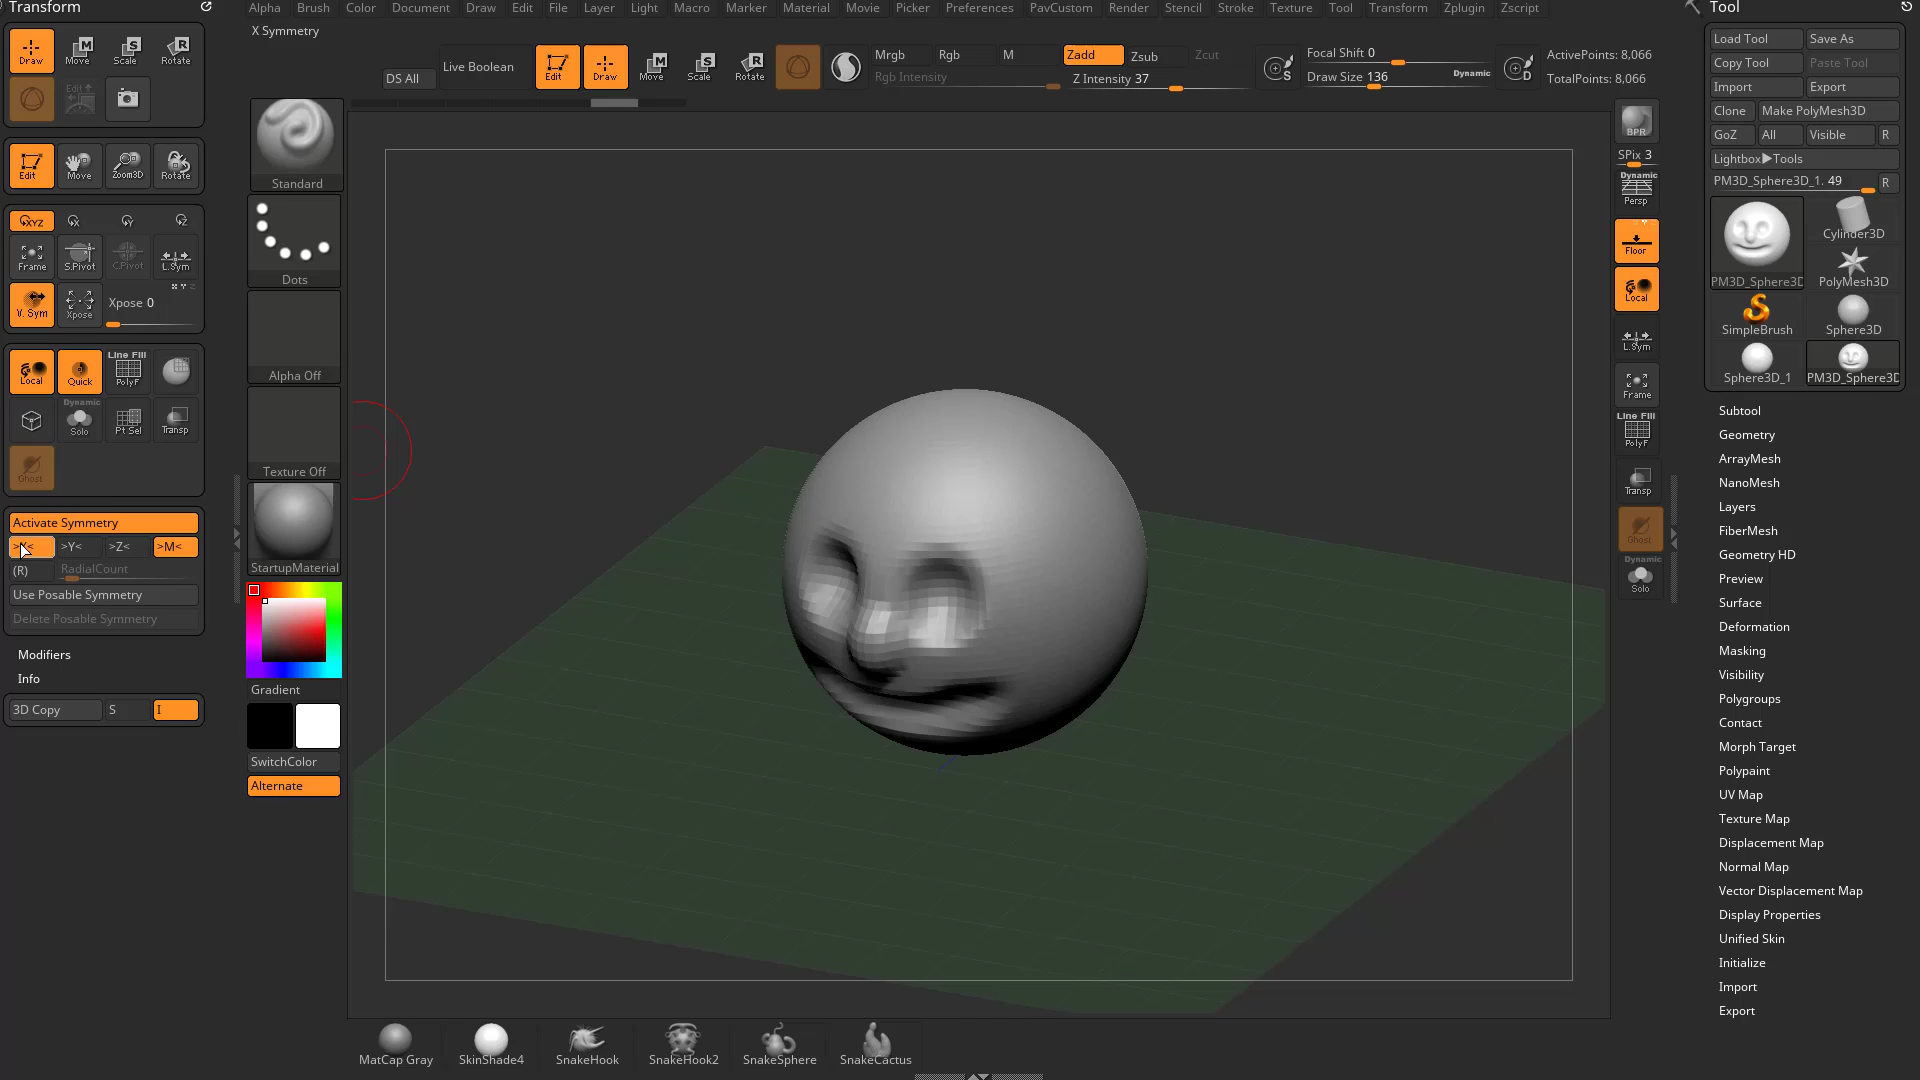 Transform
Alpha Brush Color Document Draw Edit File Layer Light Macro Marker Material Movie Picker Preferences PavCustom Render Stencil Stroke Texture Tool Transform Zplugin Zscript
Tool
X Symmetry
Draw Move Scale Rotate
Edit
DS All
Live Boolean
Edit Draw Move Scale Rotate
Mrgb Rgb M
Rgb Intensity
Zadd Zsub Zcut
Z Intensity 37
Focal Shift 0
Draw Size 136 Dynamic
ActivePoints: 8,066
TotalPoints: 8,066
Edit Move Zoom3D Rotate
XYZ X Y Z
Frame S.Pivot C.Pivot L.Sym
V. Sym Xpose Xpose 0
Local Quick Line Fill PolyF
Dynamic Solo Pt Sel Transp
Ghost
Activate Symmetry
>X< >Y< >Z< >M<
(R) RadialCount
Use Posable Symmetry
Delete Posable Symmetry
Modifiers
Info
3D Copy S I
Standard
Dots
Alpha Off
Texture Off
StartupMaterial
Gradient
SwitchColor
Alternate
MatCap Gray SkinShade4 SnakeHook SnakeHook2 SnakeSphere SnakeCactus
BPR
SPix 3
Dynamic
Persp
Floor
Local
L.Sym
Frame
Line Fill
PolyF
Transp
Ghost
Dynamic
Solo
Load Tool Save As
Copy Tool Paste Tool
Import Export
Clone Make PolyMesh3D
GoZ All Visible R
Lightbox▶Tools
PM3D_Sphere3D_1. 49 R
PM3D_Sphere3D Cylinder3D
PolyMesh3D
SimpleBrush Sphere3D
Sphere3D_1 PM3D_Sphere3D
Subtool
Geometry
ArrayMesh
NanoMesh
Layers
FiberMesh
Geometry HD
Preview
Surface
Deformation
Masking
Visibility
Polygroups
Contact
Morph Target
Polypaint
UV Map
Texture Map
Displacement Map
Normal Map
Vector Displacement Map
Display Properties
Unified Skin
Initialize
Import
Export